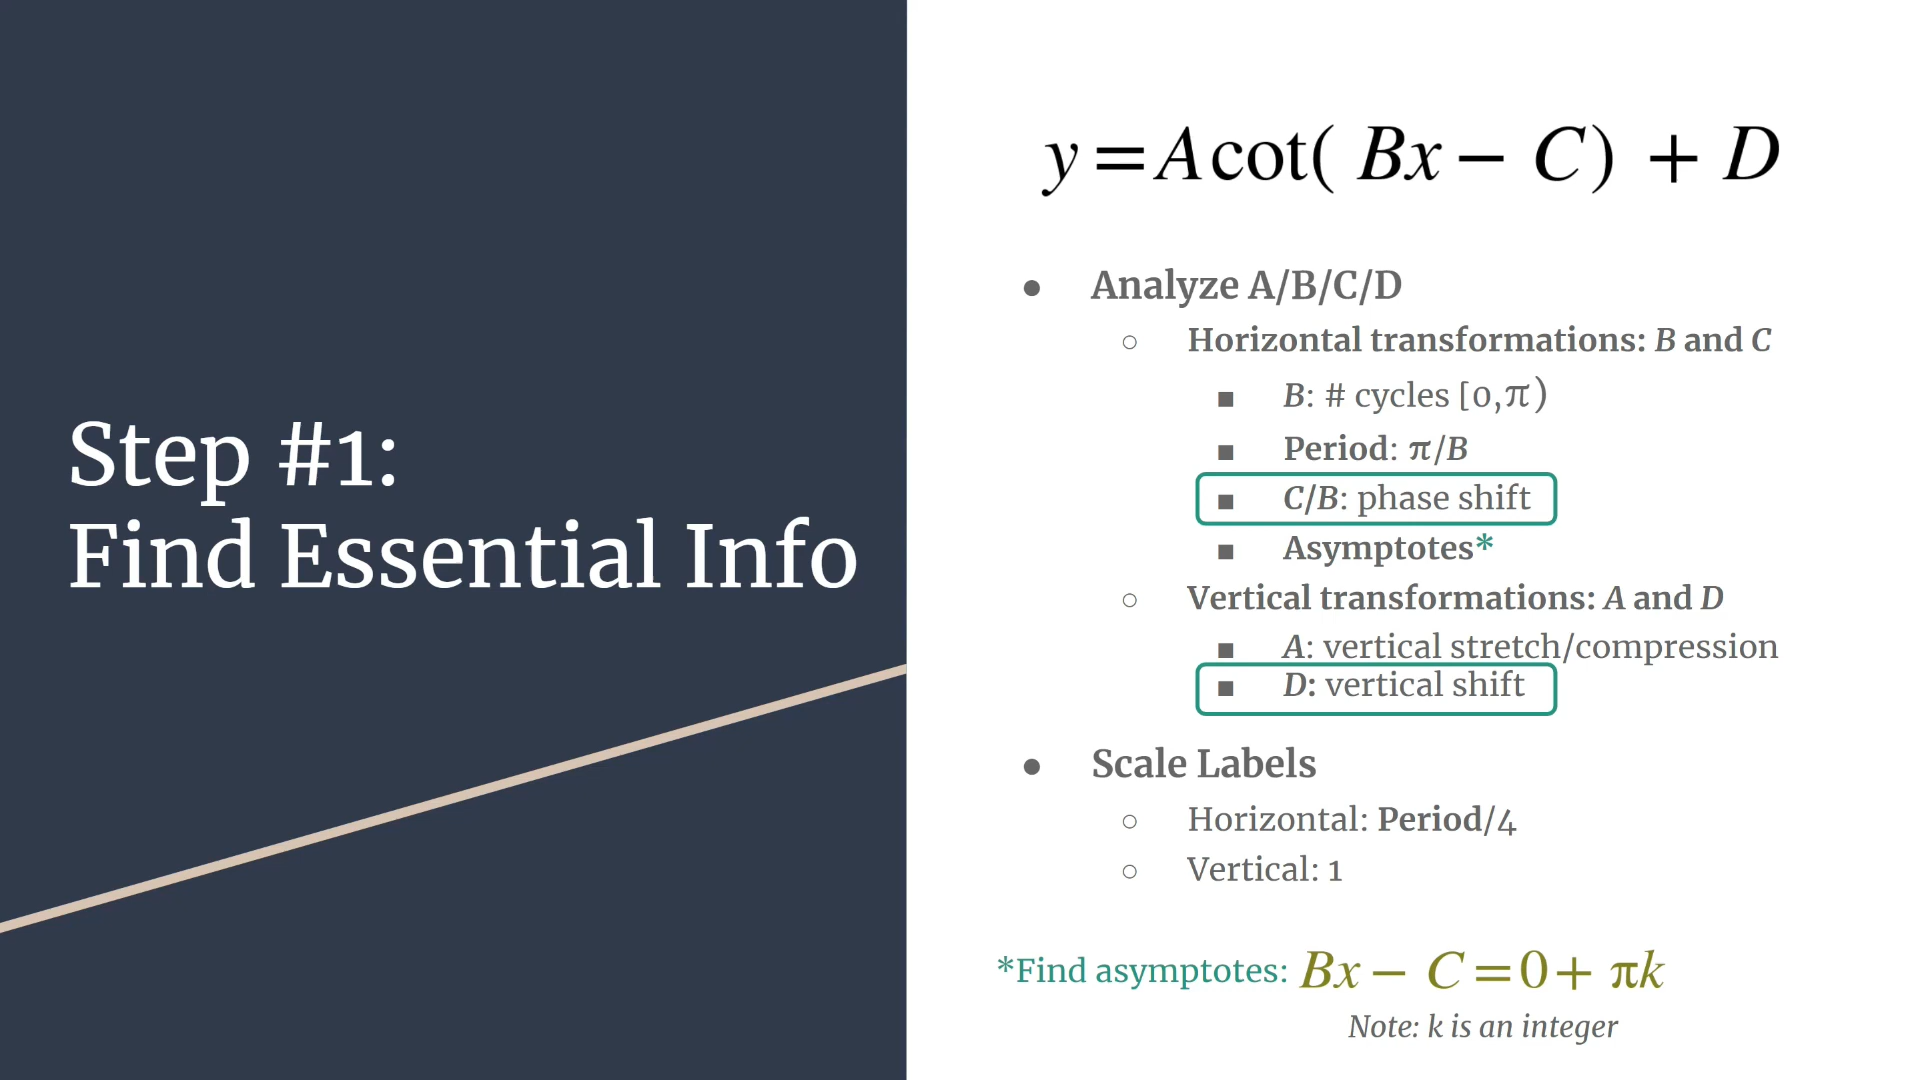 Step #1:
Find Essential Info
y = A cot( Bx − C) + D
● Analyze A/B/C/D
○ Horizontal transformations: B and C
■ B: # cycles [0,π)
■ Period: π/B
■ C/B: phase shift
■ Asymptotes*
○ Vertical transformations: A and D
■ A: vertical stretch/compression
■ D: vertical shift
● Scale Labels
○ Horizontal: Period/4
○ Vertical: 1
*Find asymptotes: Bx − C = 0 + πk
Note: k is an integer